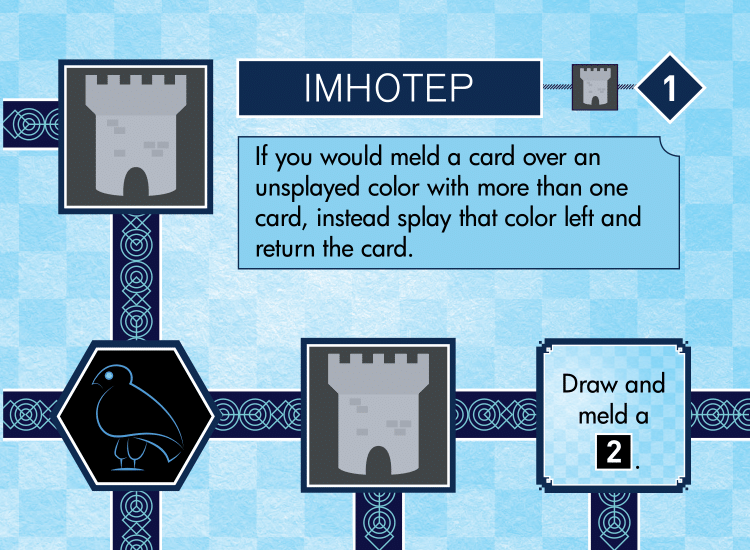 IMHOTEP
1
If you would meld a card over an
unsplayed color with more than one
card, instead splay that color left and
return the card.
Draw and
meld a
2.